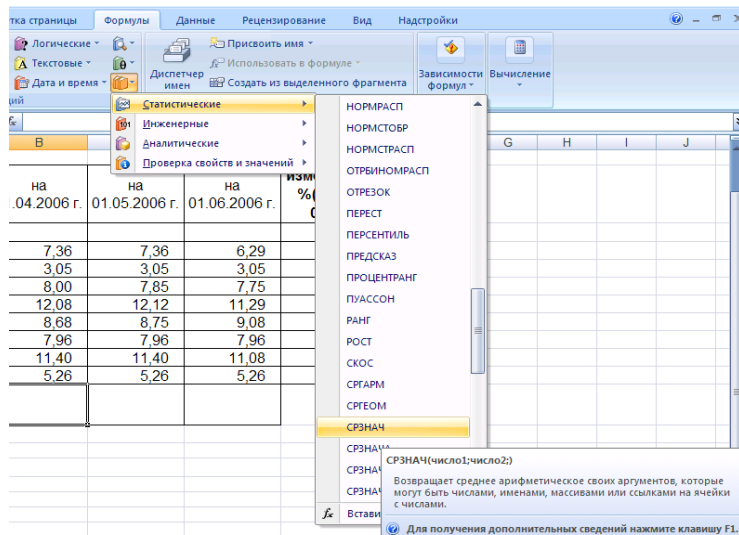 тка страницы Формулы Данные Рецензирование Вид Надстройки
Логические
Текстовые
Дата и время
Диспетчер имен
Присвоить имя
Использовать в формуле
Создать из выделенного фрагмента
Зависимости формул
Вычисление
ций
Статистические
Инженерные
Аналитические
Проверка свойств и значений
fx
B G H I J
на .04.2006 г.
на 01.05.2006 г.
на 01.06.2006 г.
%(
7,36 7,36 6,29
3,05 3,05 3,05
8,00 7,85 7,75
12,08 12,12 11,29
8,68 8,75 9,08
7,96 7,96 7,96
11,40 11,40 11,08
5,26 5,26 5,26
НОРМРАСП
НОРМСТОБР
НОРМСТРАСП
ОТРБИНОМРАСП
ОТРЕЗОК
ПЕРЕСТ
ПЕРСЕНТИЛЬ
ПРЕДСКАЗ
ПРОЦЕНТРАНГ
ПУАССОН
РАНГ
РОСТ
СКОС
СРГАРМ
СРГЕОМ
СРЗНАЧ
СРЗНАЧА
СРЗНАЧ
СРЗНАЧ
fx Встави
СРЗНАЧ(число1;число2;)
Возвращает среднее арифметическое своих аргументов, которые
могут быть числами, именами, массивами или ссылками на ячейки
с числами.
Для получения дополнительных сведений нажмите клавишу F1.